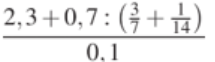 2,3 + 0,7 : (3/7 + 1/14)
0,1